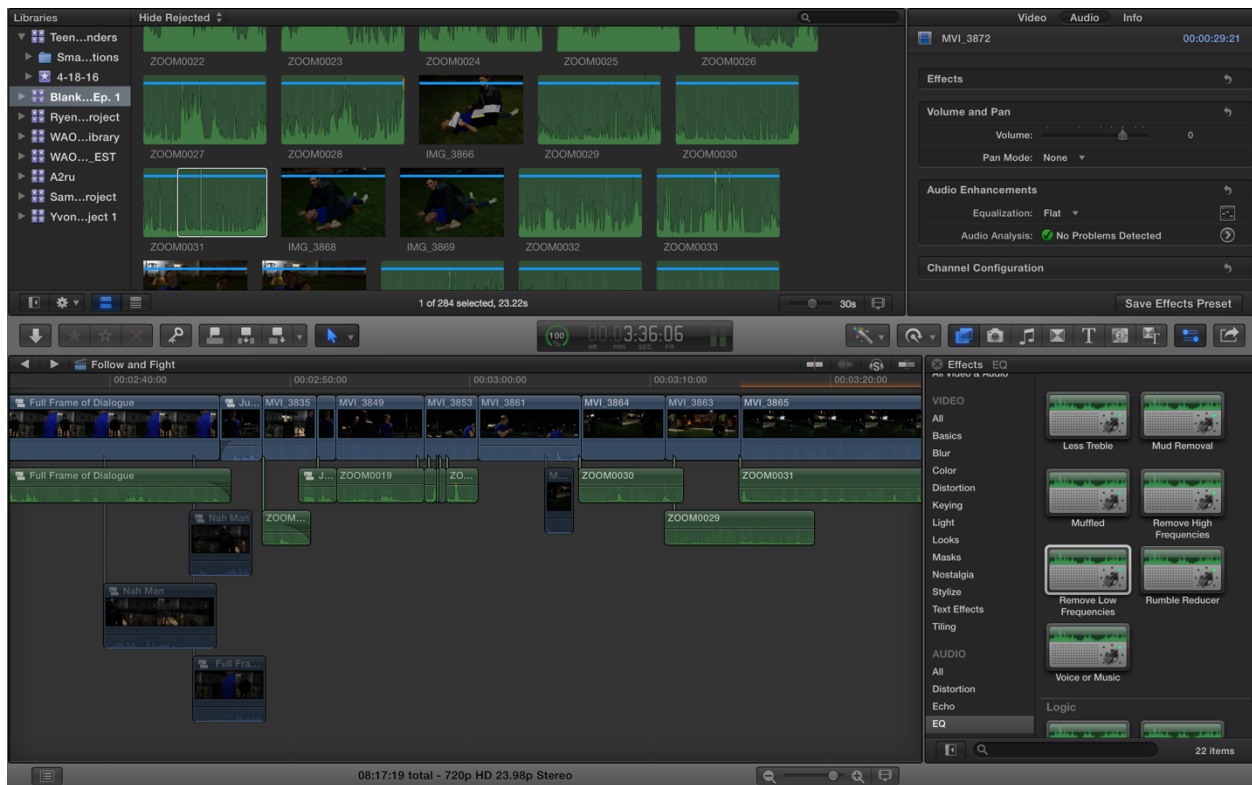 Libraries
Hide Rejected
Teen...nders
Sma...tions
4-18-16
Blank...Ep. 1
Ryen...roject
WAO...ibrary
WAO..._EST
A2ru
Sam...roject
Yvon...ject 1
ZOOM0022 ZOOM0023 ZOOM0024 ZOOM0025 ZOOM0026
ZOOM0027 ZOOM0028 IMG_3866 ZOOM0029 ZOOM0030
ZOOM0031 IMG_3868 IMG_3869 ZOOM0032 ZOOM0033
1 of 284 selected, 23.22s
30s
Video Audio Info
MVI_3872 00:00:29:21
Effects
Volume and Pan
Volume: 0
Pan Mode: None
Audio Enhancements
Equalization: Flat
Audio Analysis: No Problems Detected
Channel Configuration
Save Effects Preset
100
%
00:03:36:06
HR MIN SEC FR
T
Follow and Fight
00:02:40:00 00:02:50:00 00:03:00:00 00:03:10:00 00:03:20:00
Full Frame of Dialogue Ju... MVI_3835 MVI_3849 MVI_3853 MVI_3861 MVI_3864 MVI_3863 MVI_3865
Full Frame of Dialogue J... ZOOM0019 ZO... M... ZOOM0030 ZOOM0031
Nah Man ZOOM... ZOOM0029
Nah Man
Full Fra...
08:17:19 total - 720p HD 23.98p Stereo
Effects EQ
All Video & Audio
VIDEO
All
Basics
Blur
Color
Distortion
Keying
Light
Looks
Masks
Nostalgia
Stylize
Text Effects
Tiling
AUDIO
All
Distortion
Echo
EQ
Less Treble Mud Removal
Muffled Remove High
Frequencies
Remove Low
Frequencies
Rumble Reducer
Voice or Music
Logic
22 items